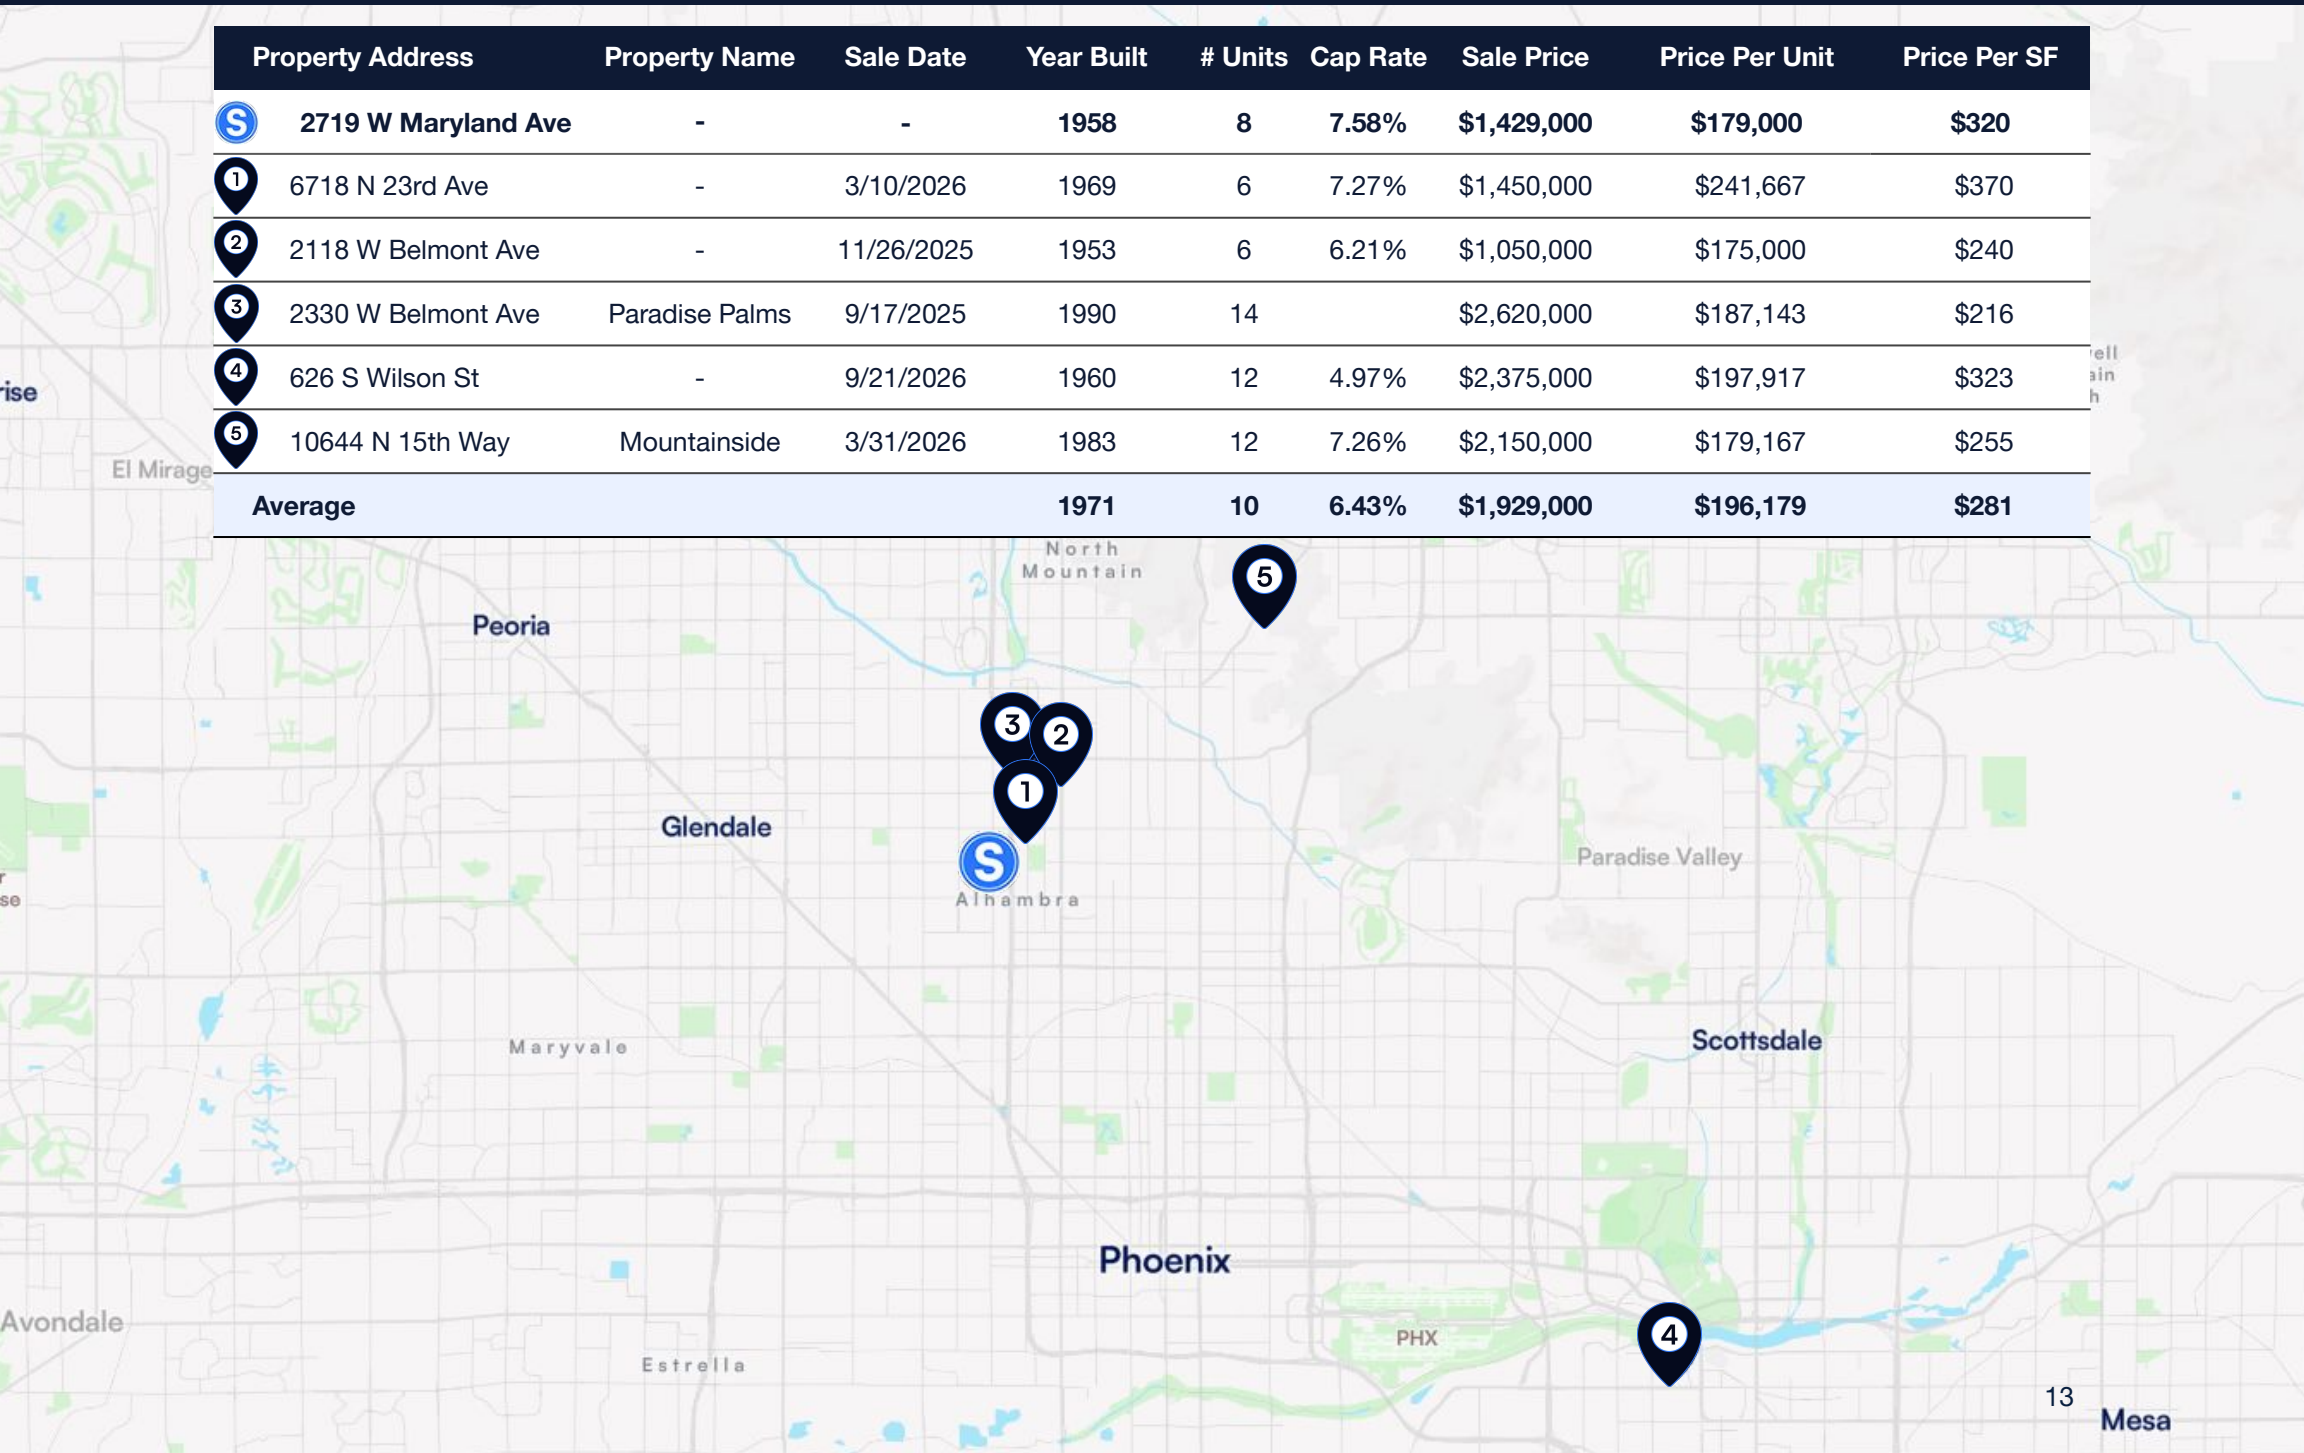 Property Address Property Name Sale Date Year Built # Units Cap Rate Sale Price Price Per Unit Price Per SF
S 2719 W Maryland Ave - - 1958 8 7.58% $1,429,000 $179,000 $320
1 6718 N 23rd Ave - 3/10/2026 1969 6 7.27% $1,450,000 $241,667 $370
2 2118 W Belmont Ave - 11/26/2025 1953 6 6.21% $1,050,000 $175,000 $240
3 2330 W Belmont Ave Paradise Palms 9/17/2025 1990 14 $2,620,000 $187,143 $216
4 626 S Wilson St - 9/21/2026 1960 12 4.97% $2,375,000 $197,917 $323
5 10644 N 15th Way Mountainside 3/31/2026 1983 12 7.26% $2,150,000 $179,167 $255
Average 1971 10 6.43% $1,929,000 $196,179 $281
ell
ain
h
rise
El Mirage
North
Mountain
5
Peoria
3
2
1
Glendale
S
Alhambra
Paradise Valley
r
se
Scottsdale
Maryvale
Phoenix
Avondale
PHX
4
Estrella
13
Mesa